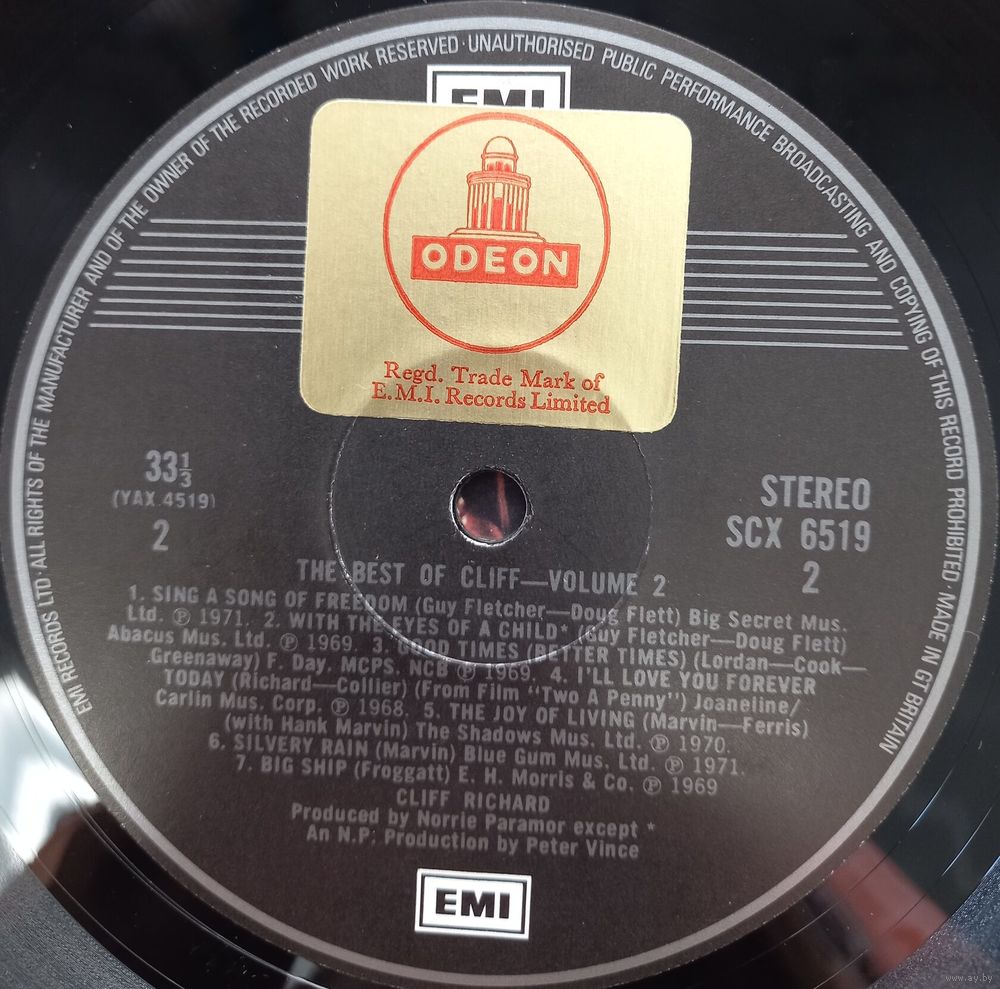 EMI RECORDS LTD · ALL RIGHTS OF THE MANUFACTURER AND OF THE OWNER OF THE RECORDED WORK RESERVED · UNAUTHORISED PUBLIC PERFORMANCE BROADCASTING AND COPYING OF THIS RECORD PROHIBITED · MADE IN GT BRITAIN
EMI
ODEON
Regd. Trade Mark of
E.M.I. Records Limited
33⅓
(YAX 4519)
2
STEREO
SCX 6519
2
THE BEST OF CLIFF—VOLUME 2
1. SING A SONG OF FREEDOM (Guy Fletcher—Doug Flett) Big Secret Mus.
Ltd. ℗ 1971. 2. WITH THE EYES OF A CHILD* (Guy Fletcher—Doug Flett)
Abacus Mus. Ltd. ℗ 1969. 3. GOOD TIMES (BETTER TIMES) (Lordan—Cook—
Greenaway) F. Day. MCPS, NCB ℗ 1969. 4. I'LL LOVE YOU FOREVER
TODAY (Richard—Collier) (From Film "Two A Penny") Joaneline/
Carlin Mus. Corp. ℗ 1968. 5. THE JOY OF LIVING (Marvin—Ferris)
(with Hank Marvin) The Shadows Mus. Ltd. ℗ 1970.
6. SILVERY RAIN (Marvin) Blue Gum Mus. Ltd. ℗ 1971.
7. BIG SHIP (Froggatt) E. H. Morris & Co. ℗ 1969
CLIFF RICHARD
Produced by Norrie Paramor except *
An N.P. Production by Peter Vince
EMI
www.ay.by